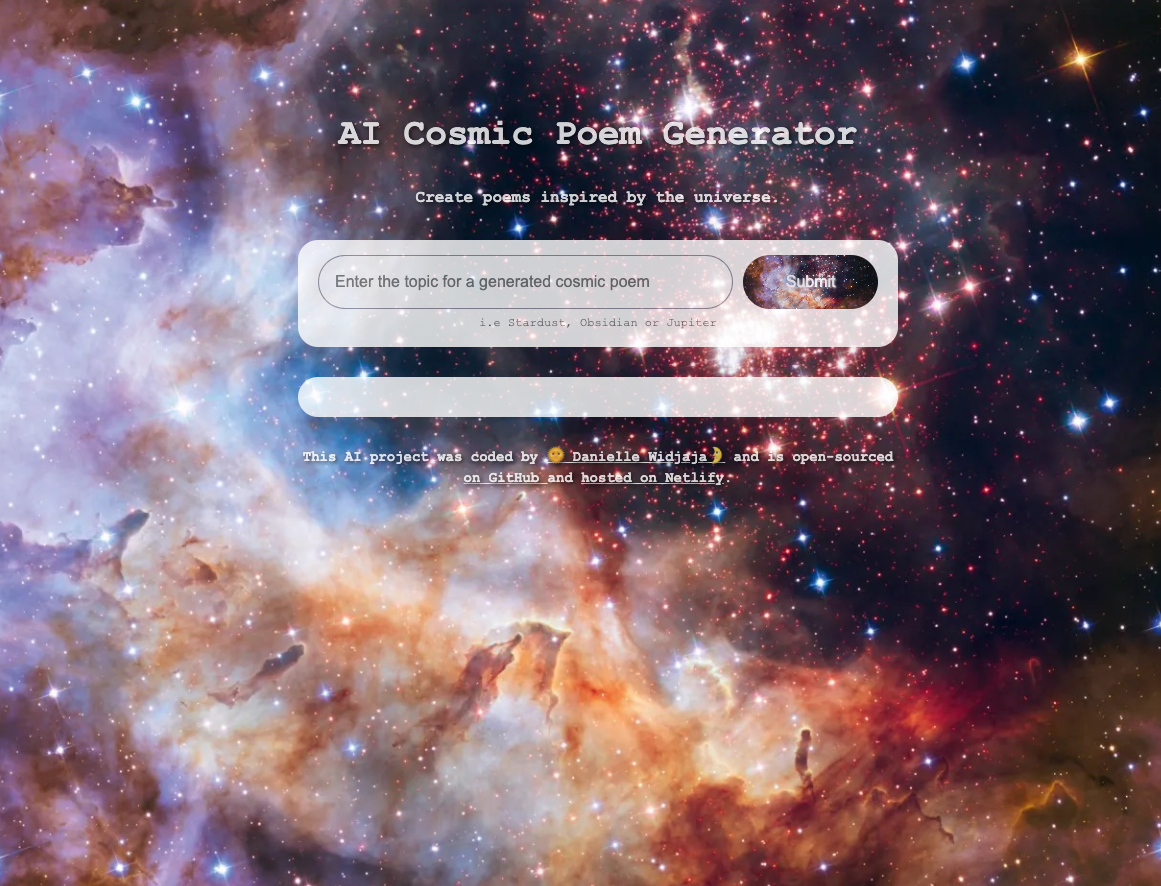 AI Cosmic Poem Generator
Create poems inspired by the universe.
Enter the topic for a generated cosmic poem
Submit
i.e Stardust, Obsidian or Jupiter
This AI project was coded by 🌞 Danielle Widjaja🌛 and is open-sourced
on GitHub and hosted on Netlify.